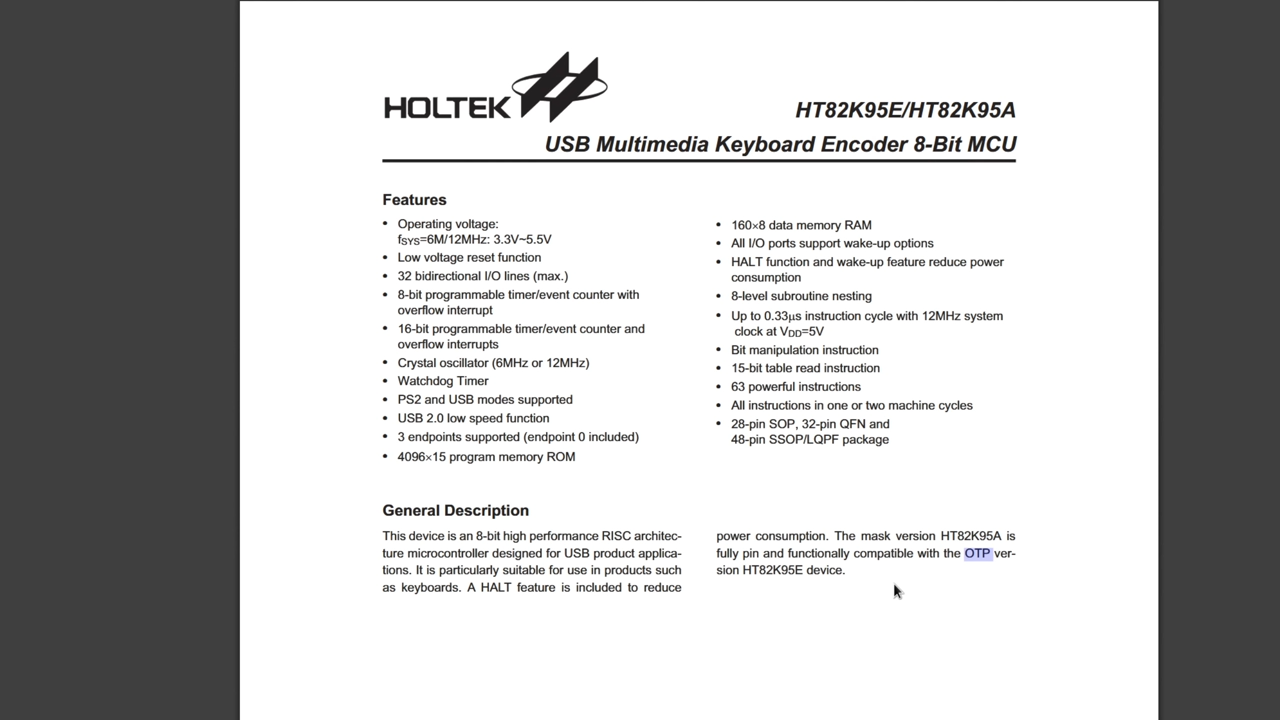 HOLTEK
HT82K95E/HT82K95A
USB Multimedia Keyboard Encoder 8-Bit MCU
Features
• Operating voltage:
fSYS=6M/12MHz: 3.3V~5.5V
• Low voltage reset function
• 32 bidirectional I/O lines (max.)
• 8-bit programmable timer/event counter with
overflow interrupt
• 16-bit programmable timer/event counter and
overflow interrupts
• Crystal oscillator (6MHz or 12MHz)
• Watchdog Timer
• PS2 and USB modes supported
• USB 2.0 low speed function
• 3 endpoints supported (endpoint 0 included)
• 4096×15 program memory ROM
• 160×8 data memory RAM
• All I/O ports support wake-up options
• HALT function and wake-up feature reduce power
consumption
• 8-level subroutine nesting
• Up to 0.33μs instruction cycle with 12MHz system
clock at VDD=5V
• Bit manipulation instruction
• 15-bit table read instruction
• 63 powerful instructions
• All instructions in one or two machine cycles
• 28-pin SOP, 32-pin QFN and
48-pin SSOP/LQPF package
General Description
This device is an 8-bit high performance RISC architec-
ture microcontroller designed for USB product applica-
tions. It is particularly suitable for use in products such
as keyboards. A HALT feature is included to reduce
power consumption. The mask version HT82K95A is
fully pin and functionally compatible with the OTP ver-
sion HT82K95E device.